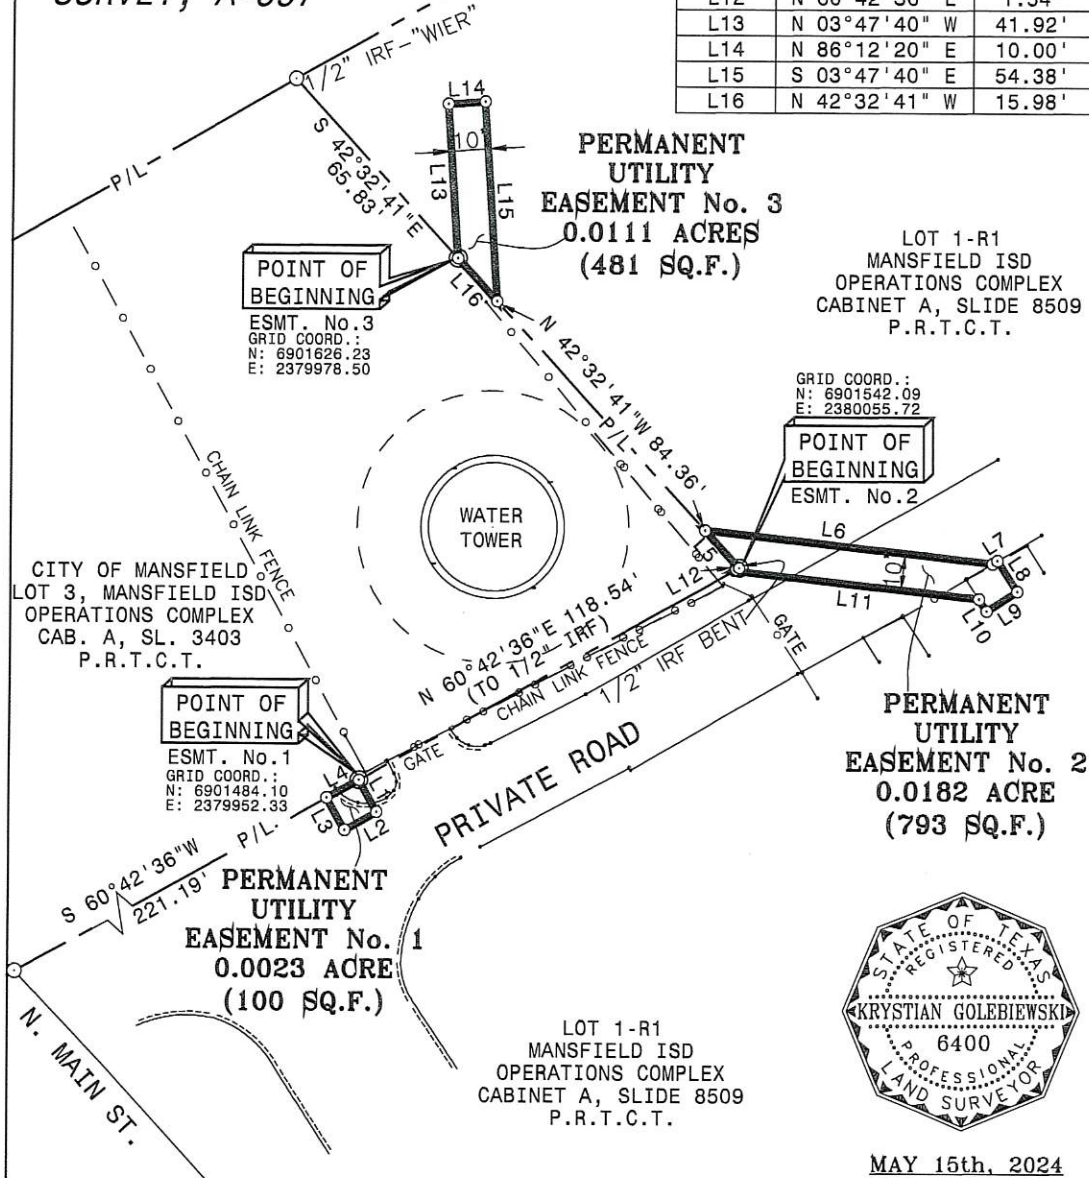 SURVEY, A-997
L12 N 60°42'36" E 1.54'
L13 N 03°47'40" W 41.92'
L14 N 86°12'20" E 10.00'
L15 S 03°47'40" E 54.38'
L16 N 42°32'41" W 15.98'
1/2" IRF-"WIER"
P/L
S 42°32'41"E
65.83'
L14
10'
L13
L15
L16
PERMANENT
UTILITY
EASEMENT No. 3
0.0111 ACRES
(481 SQ.F.)
POINT OF
BEGINNING
ESMT. No.3
GRID COORD.:
N: 6901626.23
E: 2379978.50
LOT 1-R1
MANSFIELD ISD
OPERATIONS COMPLEX
CABINET A, SLIDE 8509
P.R.T.C.T.
N 42°32'41"W 84.36'
P/L
GRID COORD.:
N: 6901542.09
E: 2380055.72
POINT OF
BEGINNING
ESMT. No.2
CHAIN LINK FENCE
WATER
TOWER
L5
L6
L7
L8
L9
L10
10'
L11
L12
CITY OF MANSFIELD
LOT 3, MANSFIELD ISD
OPERATIONS COMPLEX
CAB. A, SL. 3403
P.R.T.C.T.
N 60°42'36"E 118.54'
(TO 1/2" IRF)
CHAIN LINK FENCE
1/2" IRF BENT
GATE
GATE
PRIVATE ROAD
POINT OF
BEGINNING
ESMT. No.1
GRID COORD.:
N: 6901484.10
E: 2379952.33
L4
L1
L3
L2
P/L.
S 60°42'36"W
221.19'
PERMANENT
UTILITY
EASEMENT No. 1
0.0023 ACRE
(100 SQ.F.)
PERMANENT
UTILITY
EASEMENT No. 2
0.0182 ACRE
(793 SQ.F.)
N. MAIN ST.
LOT 1-R1
MANSFIELD ISD
OPERATIONS COMPLEX
CABINET A, SLIDE 8509
P.R.T.C.T.
STATE OF TEXAS
REGISTERED
KRYSTIAN GOLEBIEWSKI
6400
PROFESSIONAL
LAND SURVEYOR
MAY 15th, 2024